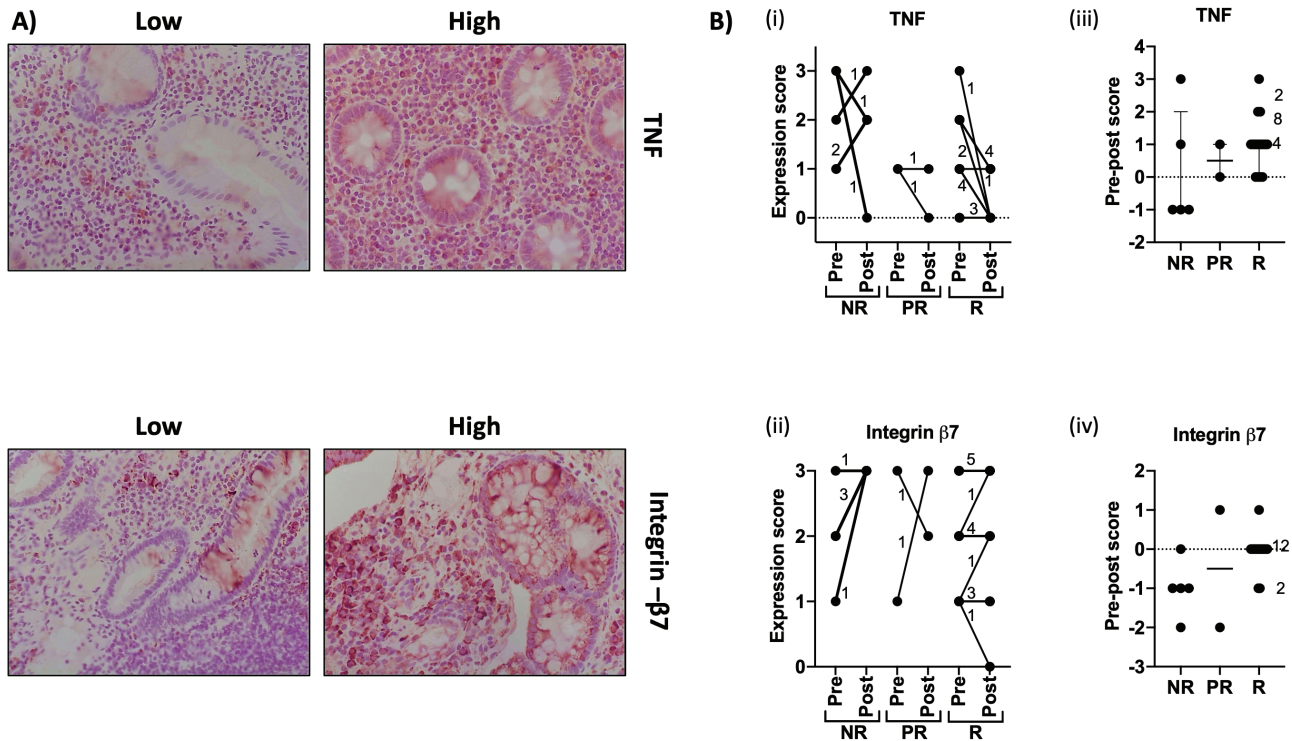 A)
Low
High
TNF
Low
High
Integrin –β7
B)
(i)
TNF
Expression score
3
2
1
0
1
1
2
1
1
1
1
4
2
1
4
3
Pre
Post
Pre
Post
Pre
Post
NR
PR
R
(iii)
TNF
Pre-post score
4
3
2
1
0
-1
-2
2
8
4
NR
PR
R
(ii)
Integrin β7
Expression score
3
2
1
0
1
3
1
1
1
5
1
4
1
3
1
Pre
Post
Pre
Post
Pre
Post
NR
PR
R
(iv)
Integrin β7
Pre-post score
2
1
0
-1
-2
-3
12
2
NR
PR
R